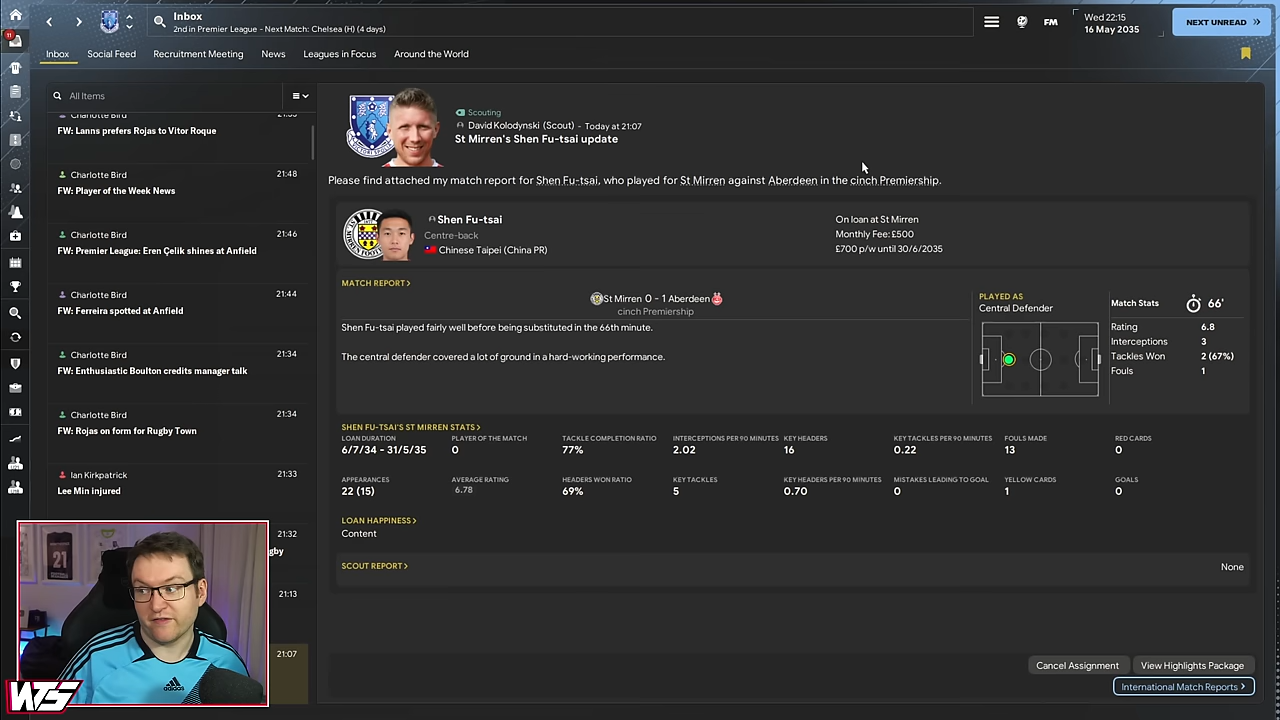 Inbox
2nd in Premier League - Next Match: Chelsea (H) (4 days)
FM
Wed 22:15
16 May 2035
NEXT UNREAD
11
Inbox
Social Feed
Recruitment Meeting
News
Leagues in Focus
Around the World
All Items
Charlotte Bird
FW: Lanns prefers Rojas to Vitor Roque
Charlotte Bird 21:48
FW: Player of the Week News
Charlotte Bird 21:46
FW: Premier League: Eren Çelik shines at Anfield
Charlotte Bird 21:44
FW: Ferreira spotted at Anfield
Charlotte Bird 21:34
FW: Enthusiastic Boulton credits manager talk
Charlotte Bird 21:34
FW: Rojas on form for Rugby Town
Ian Kirkpatrick 21:33
Lee Min injured
21:32
gby
21:13
21:07
Scouting
David Kolodynski (Scout) - Today at 21:07
St Mirren's Shen Fu-tsai update
Please find attached my match report for Shen Fu-tsai, who played for St Mirren against Aberdeen in the cinch Premiership.
Shen Fu-tsai
Centre-back
Chinese Taipei (China PR)
On loan at St Mirren
Monthly Fee: £500
£700 p/w until 30/6/2035
MATCH REPORT >
St Mirren 0 - 1 Aberdeen
cinch Premiership
Shen Fu-tsai played fairly well before being substituted in the 66th minute.
The central defender covered a lot of ground in a hard-working performance.
PLAYED AS
Central Defender
Match Stats 66'
Rating 6.8
Interceptions 3
Tackles Won 2 (67%)
Fouls 1
SHEN FU-TSAI'S ST MIRREN STATS >
LOAN DURATION PLAYER OF THE MATCH TACKLE COMPLETION RATIO INTERCEPTIONS PER 90 MINUTES KEY HEADERS KEY TACKLES PER 90 MINUTES FOULS MADE RED CARDS
6/7/34 - 31/5/35 0 77% 2.02 16 0.22 13 0
APPEARANCES AVERAGE RATING HEADERS WON RATIO KEY TACKLES KEY HEADERS PER 90 MINUTES MISTAKES LEADING TO GOAL YELLOW CARDS GOALS
22 (15) 6.78 69% 5 0.70 0 1 0
LOAN HAPPINESS >
Content
SCOUT REPORT > None
Cancel Assignment
View Highlights Package
International Match Reports >
21
adidas
WTS